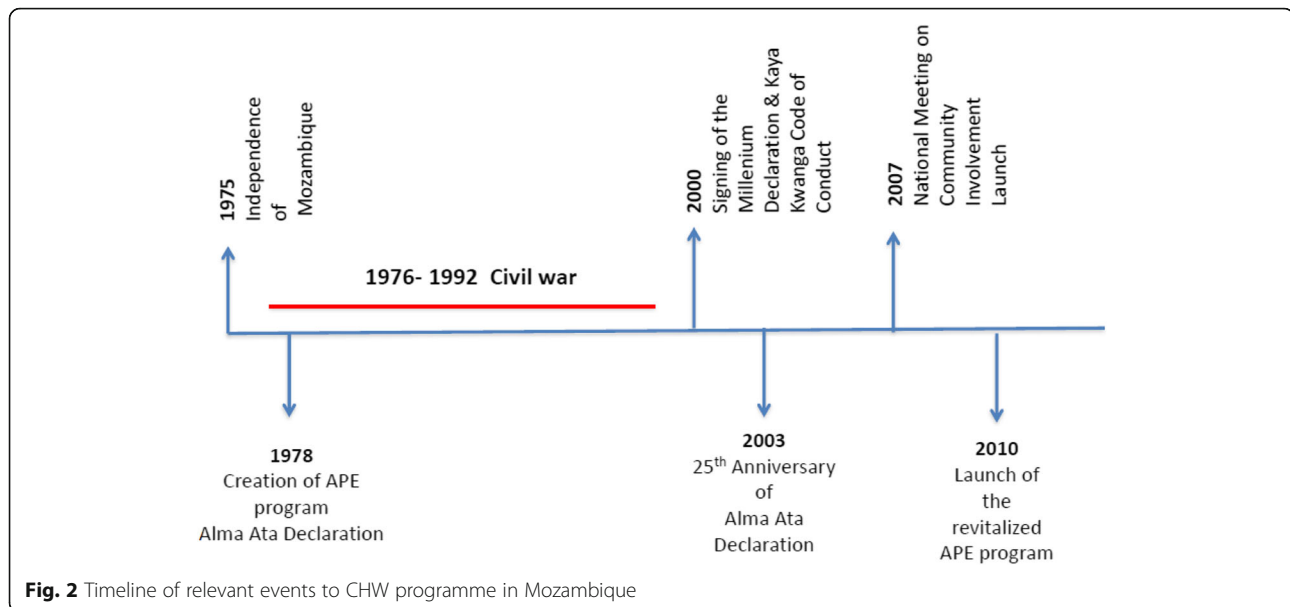 1975
Independence
of
Mozambique
2000
Signing of the
Millenium
Declaration & Kaya
Kwanga Code of
Conduct
2007
National Meeting on
Community
Involvement
Launch
1976- 1992 Civil war
1978
Creation of APE
program
Alma Ata Declaration
2003
25th Anniversary
of
Alma Ata
Declaration
2010
Launch of
the
revitalized
APE program
Fig. 2 Timeline of relevant events to CHW programme in Mozambique